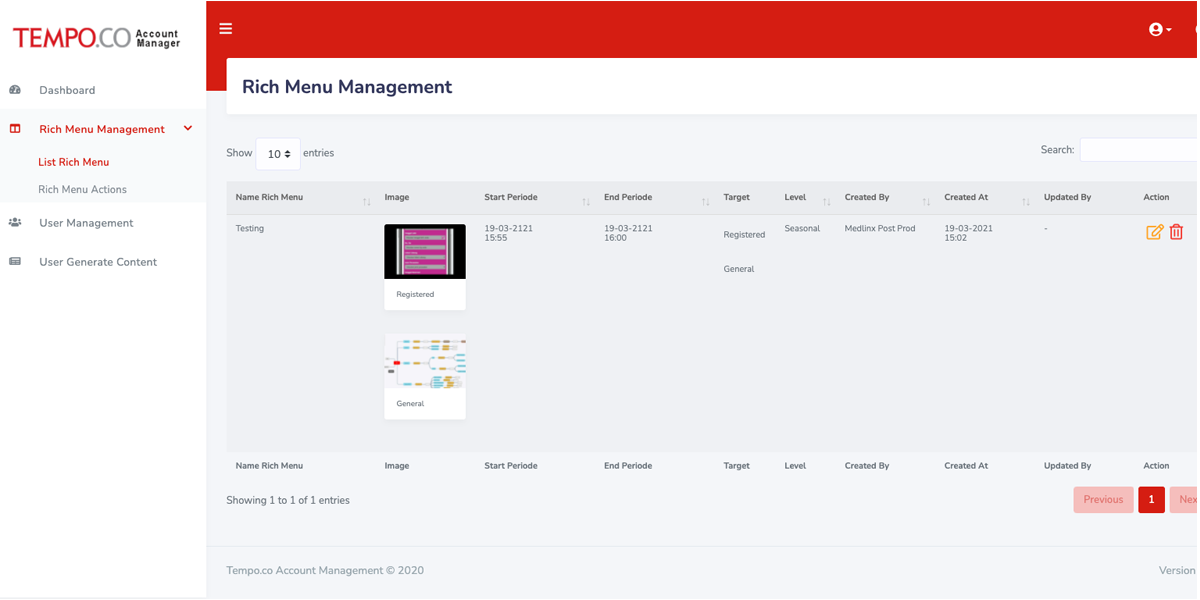 TEMPO.CO Account Manager
Dashboard
Rich Menu Management
List Rich Menu
Rich Menu Actions
User Management
User Generate Content
Rich Menu Management
Show 10 entries
Search:
Name Rich Menu Image Start Periode End Periode Target Level Created By Created At Updated By Action
Testing 19-03-2121 19-03-2121 Registered Seasonal Medlinx Post Prod 19-03-2021 -
15:55 16:00 15:02
General
Registered
General
Name Rich Menu Image Start Periode End Periode Target Level Created By Created At Updated By Action
Showing 1 to 1 of 1 entries
Previous 1 Nex
Tempo.co Account Management © 2020
Version